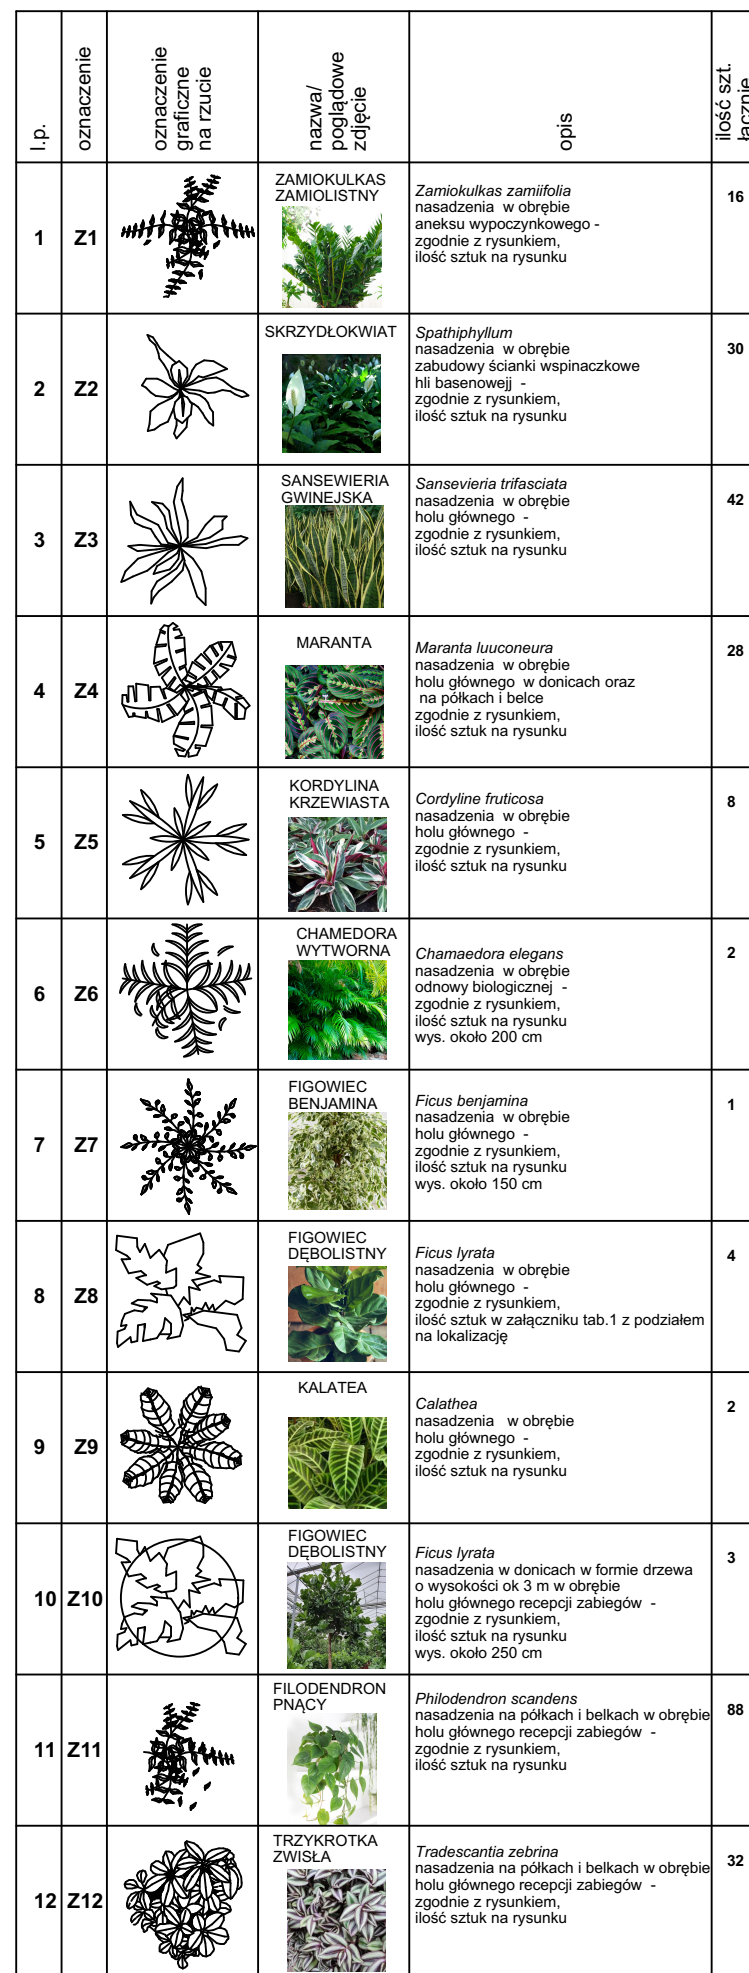 l.p.
oznaczenie
oznaczenie
graficzne
na rzucie
nazwa/
poglądowe
zdjęcie
opis
ilość szt.
łącznie
1
Z1
ZAMIOKULKAS
ZAMIOLISTNY
Zamiokulkas zamiifolia
nasadzenia w obrębie
aneksu wypoczynkowego -
zgodnie z rysunkiem,
ilość sztuk na rysunku
16
2
Z2
SKRZYDŁOKWIAT
Spathiphyllum
nasadzenia w obrębie
zabudowy ścianki wspinaczkowe
hli basenowejj -
zgodnie z rysunkiem,
ilość sztuk na rysunku
30
3
Z3
SANSEWIERIA
GWINEJSKA
Sansevieria trifasciata
nasadzenia w obrębie
holu głównego -
zgodnie z rysunkiem,
ilość sztuk na rysunku
42
4
Z4
MARANTA
Maranta luuconeura
nasadzenia w obrębie
holu głównego w donicach oraz
na półkach i belce
zgodnie z rysunkiem,
ilość sztuk na rysunku
28
5
Z5
KORDYLINA
KRZEWIASTA
Cordyline fruticosa
nasadzenia w obrębie
holu głównego -
zgodnie z rysunkiem,
ilość sztuk na rysunku
8
6
Z6
CHAMEDORA
WYTWORNA
Chamaedora elegans
nasadzenia w obrębie
odnowy biologicznej -
zgodnie z rysunkiem,
ilość sztuk na rysunku
wys. około 200 cm
2
7
Z7
FIGOWIEC
BENJAMINA
Ficus benjamina
nasadzenia w obrębie
holu głównego -
zgodnie z rysunkiem,
ilość sztuk na rysunku
wys. około 150 cm
1
8
Z8
FIGOWIEC
DĘBOLISTNY
Ficus lyrata
nasadzenia w obrębie
holu głównego -
zgodnie z rysunkiem,
ilość sztuk w załączniku tab.1 z podziałem
na lokalizację
4
9
Z9
KALATEA
Calathea
nasadzenia w obrębie
holu głównego -
zgodnie z rysunkiem,
ilość sztuk na rysunku
2
10
Z10
FIGOWIEC
DĘBOLISTNY
Ficus lyrata
nasadzenia w donicach w formie drzewa
o wysokości ok 3 m w obrębie
holu głównego recepcji zabiegów -
zgodnie z rysunkiem,
ilość sztuk na rysunku
wys. około 250 cm
3
11
Z11
FILODENDRON
PNĄCY
Philodendron scandens
nasadzenia na półkach i belkach w obrębie
holu głównego recepcji zabiegów -
zgodnie z rysunkiem,
ilość sztuk na rysunku
88
12
Z12
TRZYKROTKA
ZWISŁA
Tradescantia zebrina
nasadzenia na półkach i belkach w obrębie
holu głównego recepcji zabiegów -
zgodnie z rysunkiem,
ilość sztuk na rysunku
32